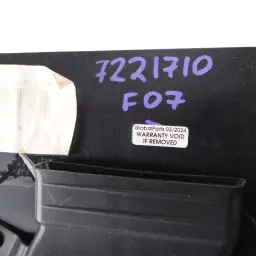 7221710
F07
GlobalParts 03/2024
WARRANTY VOID
IF REMOVED